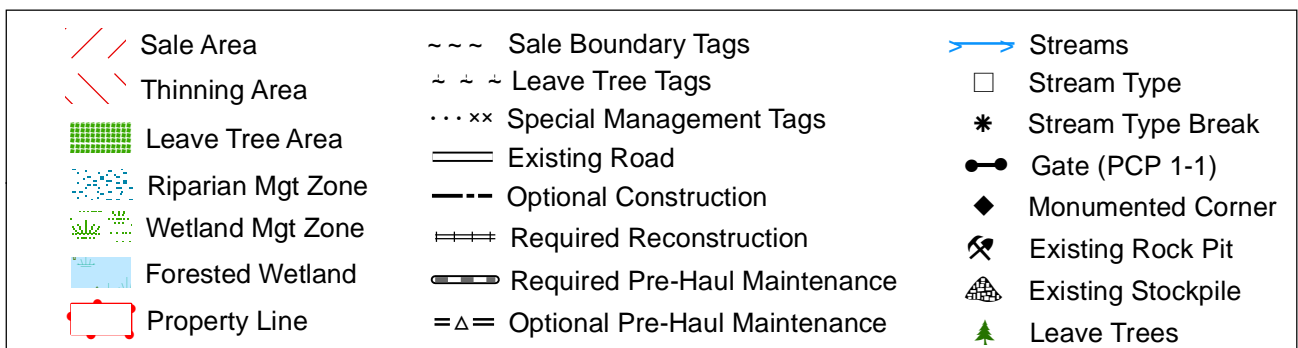 Sale Area
Thinning Area
Leave Tree Area
Riparian Mgt Zone
Wetland Mgt Zone
Forested Wetland
Property Line
Sale Boundary Tags
Leave Tree Tags
Special Management Tags
Existing Road
Optional Construction
Required Reconstruction
Required Pre-Haul Maintenance
Optional Pre-Haul Maintenance
Streams
Stream Type
Stream Type Break
Gate (PCP 1-1)
Monumented Corner
Existing Rock Pit
Existing Stockpile
Leave Trees